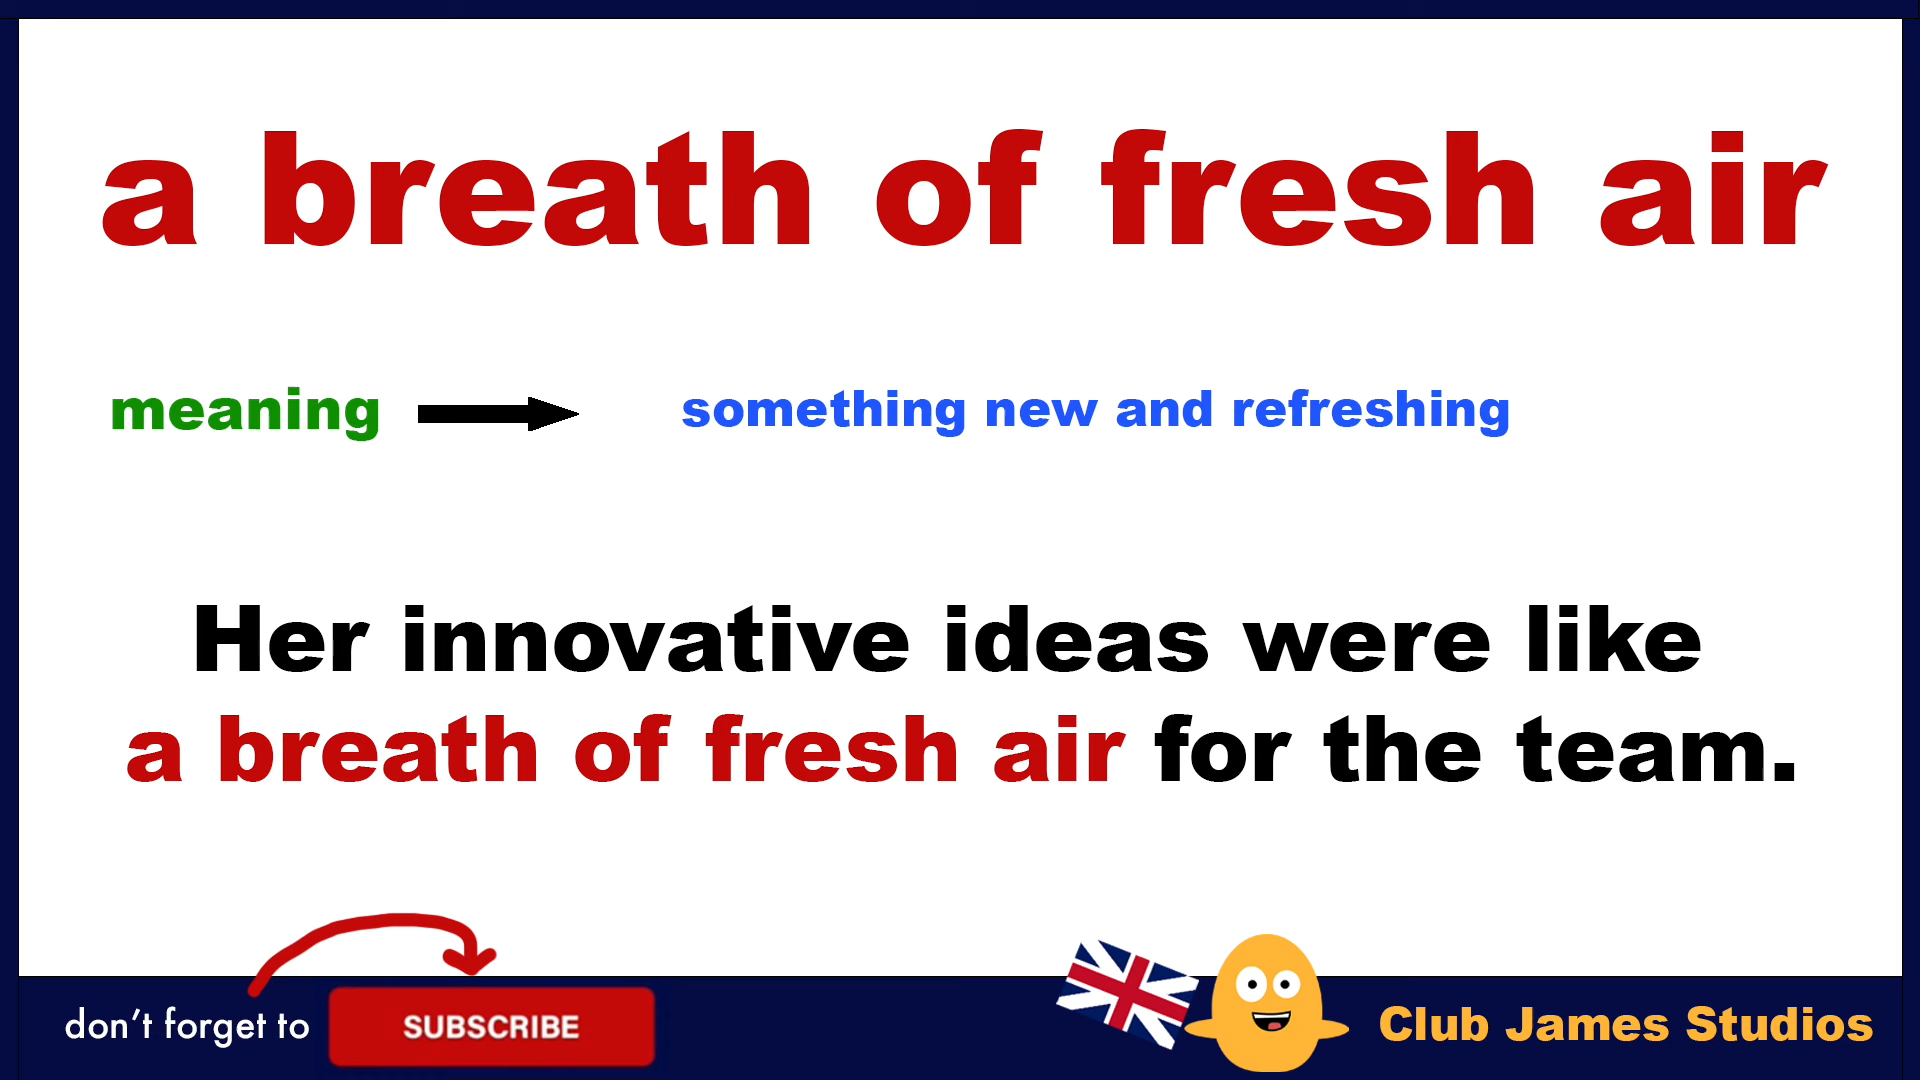 a breath of fresh air
meaning
something new and refreshing
Her innovative ideas were like
a breath of fresh air for the team.
don't forget to
SUBSCRIBE
Club James Studios